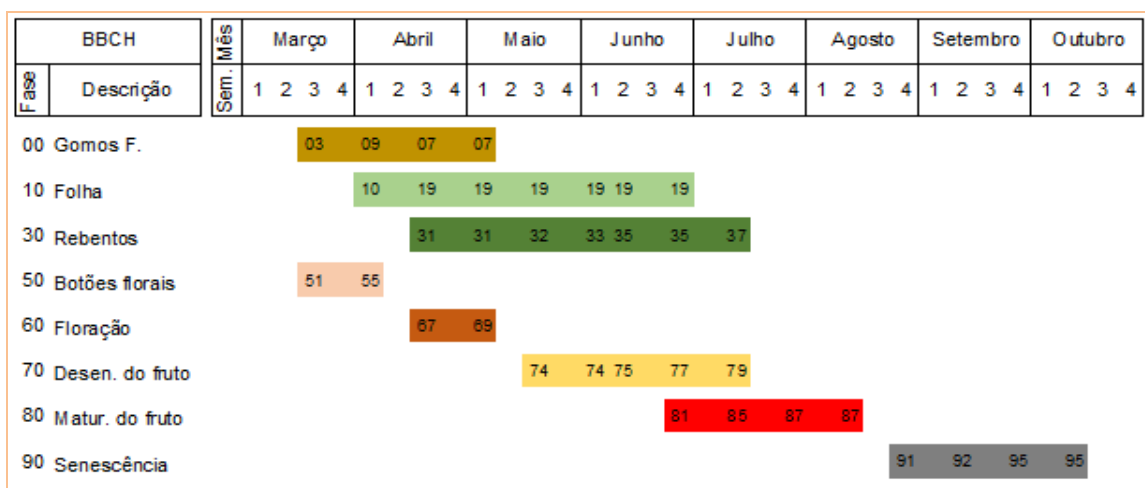 BBCH Mês Março Abril Maio Junho Julho Agosto Setembro Outubro
Fase Descrição Sem. 1 2 3 4 1 2 3 4 1 2 3 4 1 2 3 4 1 2 3 4 1 2 3 4 1 2 3 4 1 2 3 4
00 Gomos F. 03 09 07 07
10 Folha 10 19 19 19 19 19 19
30 Rebentos 31 31 32 33 35 35 37
50 Botões florais 51 55
60 Floração 67 69
70 Desen. do fruto 74 74 75 77 79
80 Matur. do fruto 81 85 87 87
90 Senescência 91 92 95 95